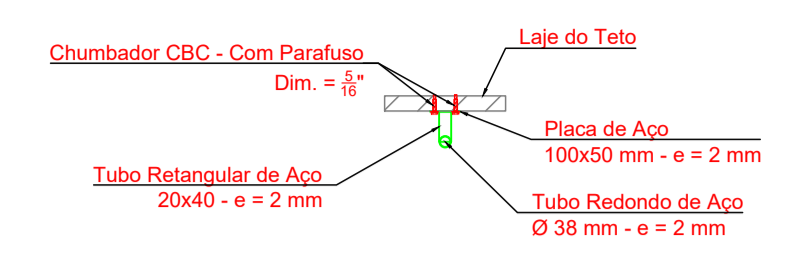 Laje do Teto
Chumbador CBC - Com Parafuso
Dim. = 5/16"
Placa de Aço
100x50 mm - e = 2 mm
Tubo Retangular de Aço
20x40 - e = 2 mm
Tubo Redondo de Aço
Ø 38 mm - e = 2 mm